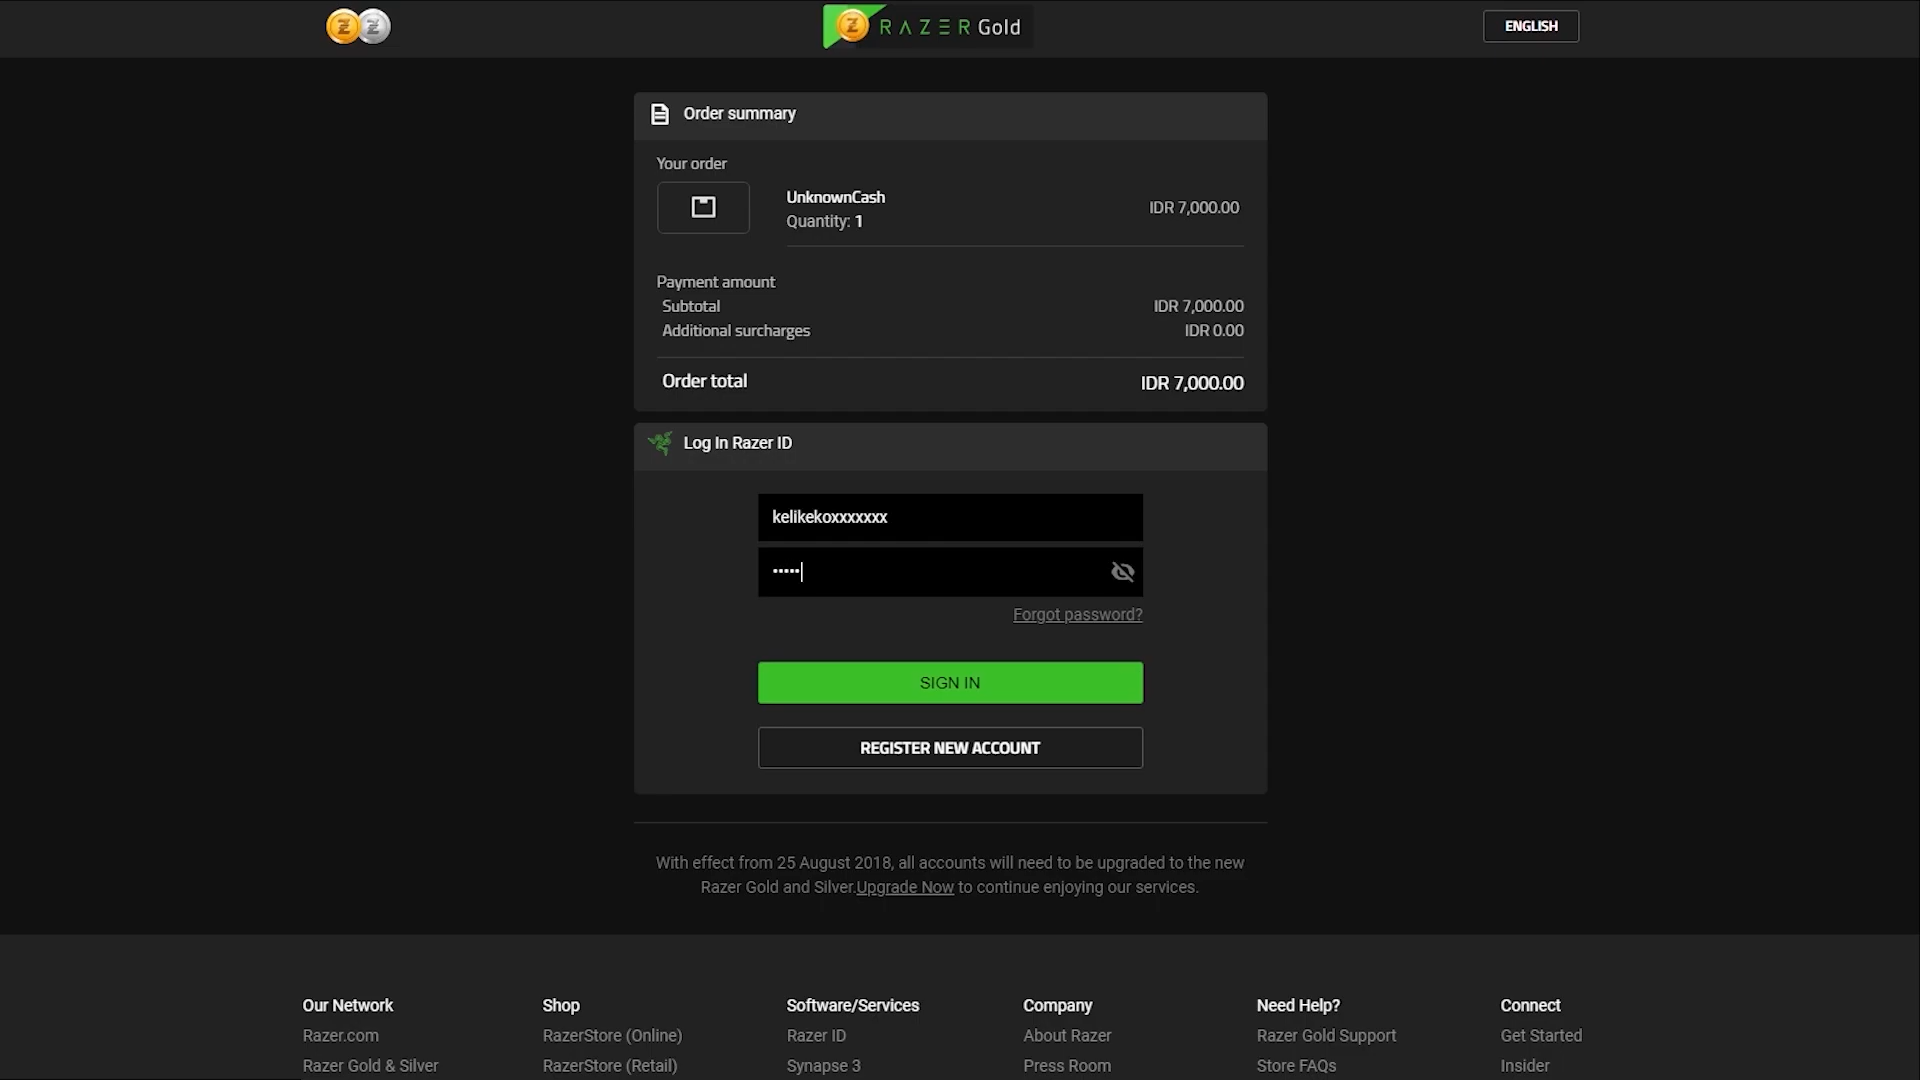 RAZER Gold
ENGLISH
Order summary
Your order
UnknownCash
IDR 7,000.00
Quantity: 1
Payment amount
Subtotal IDR 7,000.00
Additional surcharges IDR 0.00
Order total IDR 7,000.00
Log In Razer ID
kelikekoxxxxxxx
•••••
Forgot password?
SIGN IN
REGISTER NEW ACCOUNT
With effect from 25 August 2018, all accounts will need to be upgraded to the new
Razer Gold and Silver.Upgrade Now to continue enjoying our services.
Our Network Shop Software/Services Company Need Help? Connect
Razer.com RazerStore (Online) Razer ID About Razer Razer Gold Support Get Started
Razer Gold & Silver RazerStore (Retail) Synapse 3 Press Room Store FAQs Insider